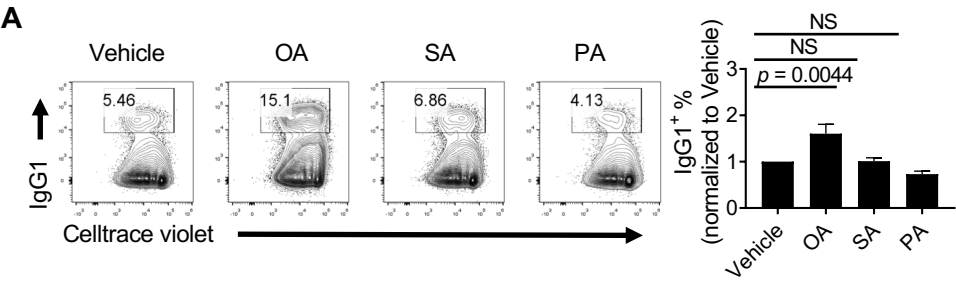 A
Vehicle
OA
SA
PA
IgG1
5.46
15.1
6.86
4.13
Celltrace violet
IgG1+ %
(normalized to Vehicle)
NS
NS
p = 0.0044
3
2
1
0
Vehicle
OA
SA
PA